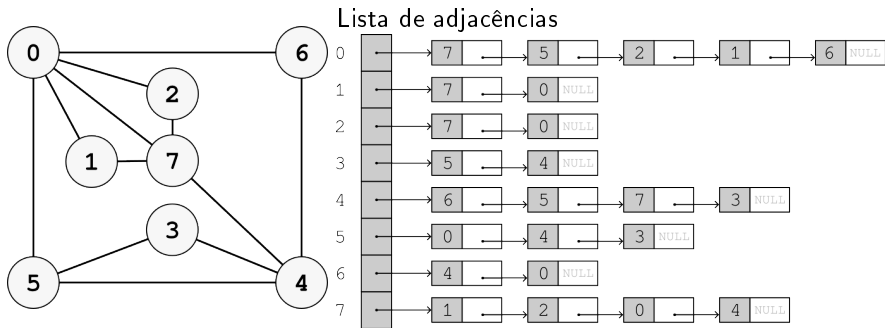 Lista de adjacências
0 6
2
1 7
3
5 4
0 7 5 2 1 6 NULL
1 7 0 NULL
2 7 0 NULL
3 5 4 NULL
4 6 5 7 3 NULL
5 0 4 3 NULL
6 4 0 NULL
7 1 2 0 4 NULL